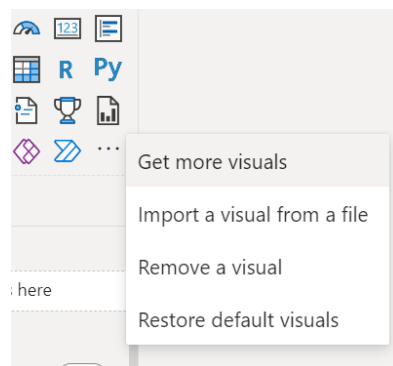 123
R Py
...
Get more visuals
Import a visual from a file
Remove a visual
: here
Restore default visuals